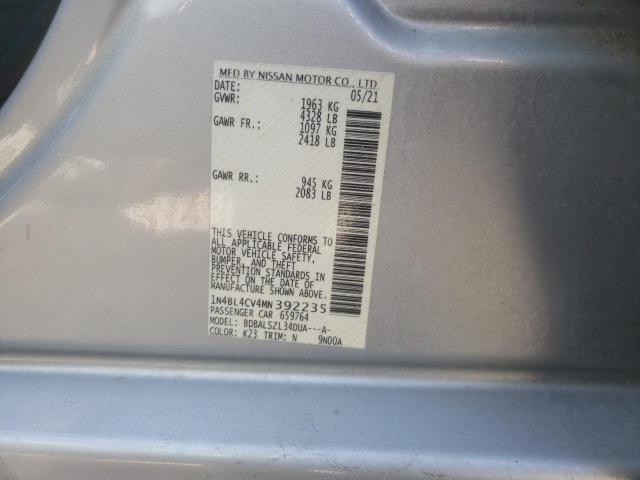 MFD BY NISSAN MOTOR CO., LTD
DATE: 05/21
GVWR: 1963 KG
4328 LB
GAWR FR.: 1097 KG
2418 LB
GAWR RR.: 945 KG
2083 LB
THIS VEHICLE CONFORMS TO
ALL APPLICABLE FEDERAL
MOTOR VEHICLE SAFETY,
BUMPER, AND THEFT
PREVENTION STANDARDS IN
EFFECT ON THE DATE OF
MANUFACTURE SHOWN ABOVE.
1N4BL4CV4MN392235
PASSENGER CAR 659764
MODEL: BDBALSZL34DUA---A-
COLOR: K23 TRIM: N 9N00A